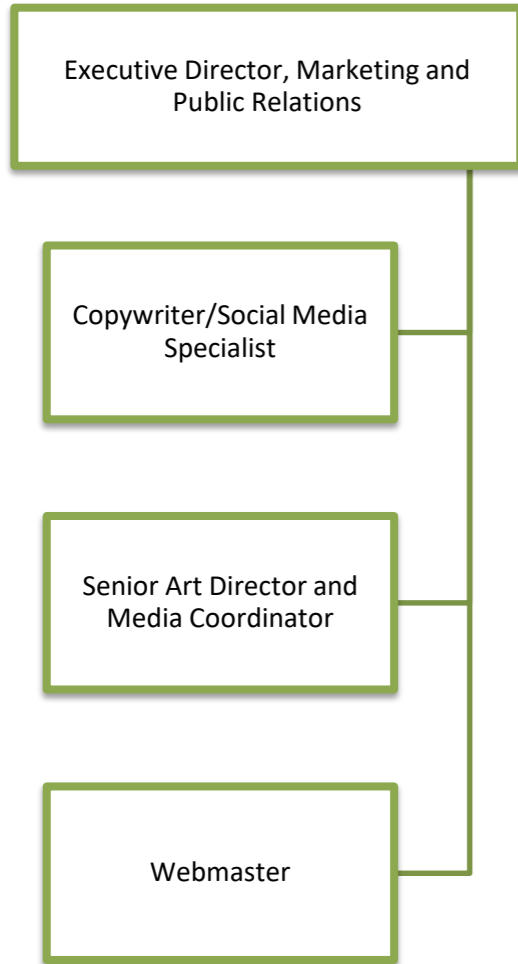 Executive Director, Marketing and
Public Relations
Copywriter/Social Media
Specialist
Senior Art Director and
Media Coordinator
Webmaster